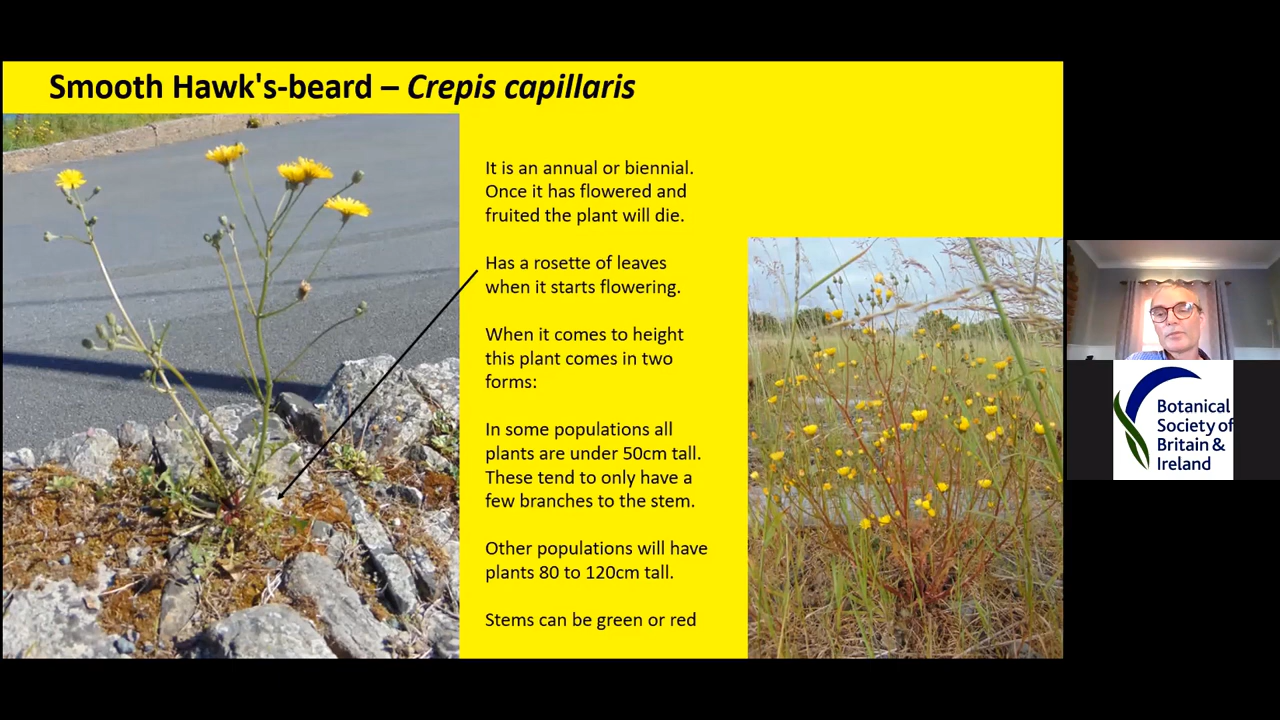 Smooth Hawk's-beard – Crepis capillaris
It is an annual or biennial.
Once it has flowered and
fruited the plant will die.
Has a rosette of leaves
when it starts flowering.
When it comes to height
this plant comes in two
forms:
In some populations all
plants are under 50cm tall.
These tend to only have a
few branches to the stem.
Other populations will have
plants 80 to 120cm tall.
Stems can be green or red
Botanical
Society of
Britain &
Ireland